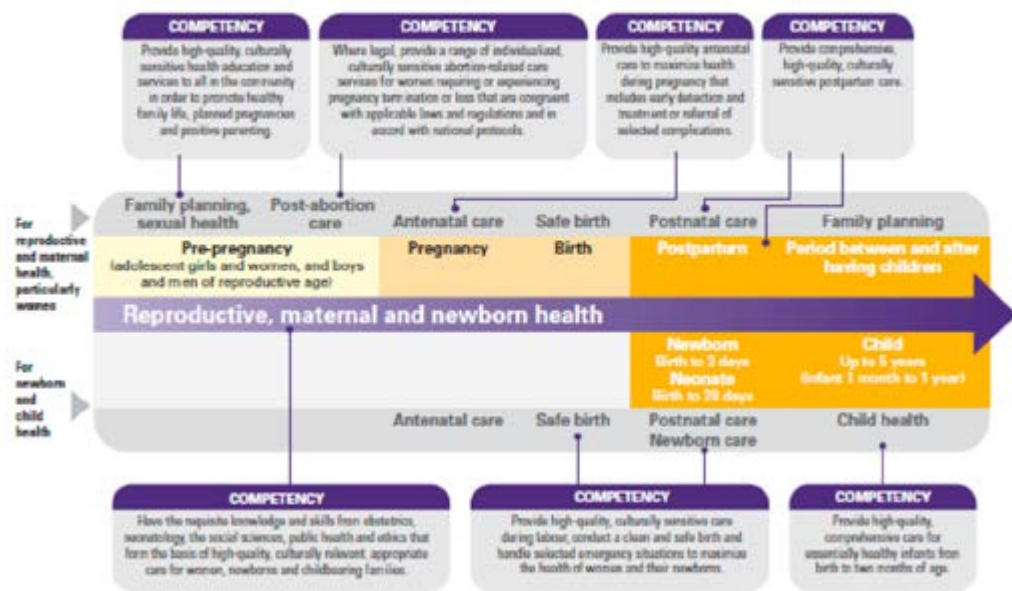 COMPETENCY
Provide high-quality, culturally
sensitive health education and
services to all in the community
in order to promote healthy
family life, planned pregnancies
and positive parenting.
COMPETENCY
Where legal, provide a range of individualized,
culturally sensitive abortion-related care
services for women requiring or experiencing
pregnancy termination or loss that are congruent
with applicable laws and regulations and in
accord with national protocols.
COMPETENCY
Provide high-quality antenatal
care to maximize health
during pregnancy that
includes early detection and
treatment or referral of
selected complications.
COMPETENCY
Provide comprehensive,
high-quality, culturally
sensitive postpartum care.
For
reproductive
and maternal
health,
particularly
women
Family planning,
sexual health
Post-abortion
care
Antenatal care
Safe birth
Postnatal care
Family planning
Pre-pregnancy
(adolescent girls and women, and boys
and men of reproductive age)
Pregnancy
Birth
Postpartum
Period between and after
having children
Reproductive, maternal and newborn health
For
newborn
and
child
health
Newborn
Birth to 3 days
Neonate
Birth to 28 days
Child
Up to 5 years
(infant 1 month to 1 year)
Antenatal care
Safe birth
Postnatal care
Newborn care
Child health
COMPETENCY
Have the requisite knowledge and skills from obstetrics,
neonatology, the social sciences, public health and ethics that
form the basis of high-quality, culturally relevant, appropriate
care for women, newborns and childbearing families.
COMPETENCY
Provide high-quality, culturally sensitive care
during labour, conduct a clean and safe birth and
handle selected emergency situations to maximize
the health of women and their newborns.
COMPETENCY
Provide high-quality,
comprehensive care for
essentially healthy infants from
birth to two months of age.